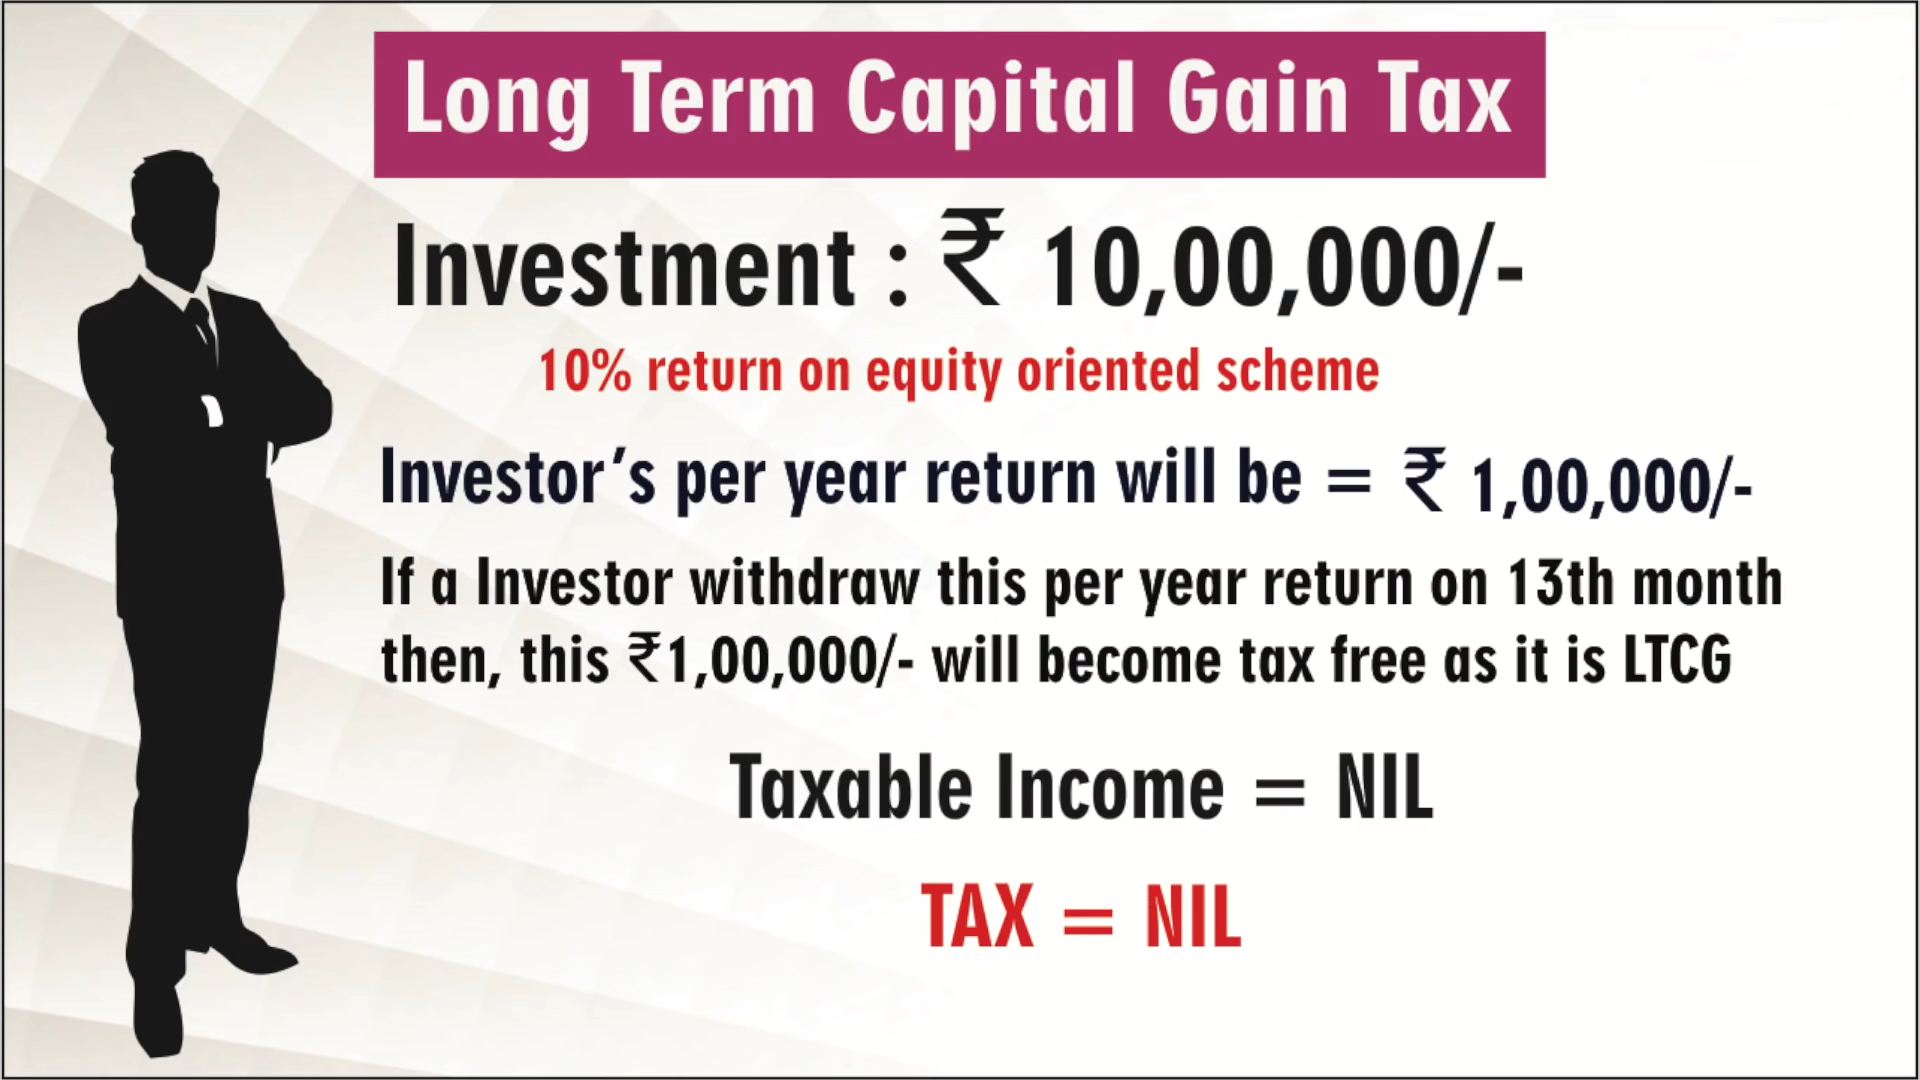 Long Term Capital Gain Tax
Investment : ₹ 10,00,000/-
10% return on equity oriented scheme
Investor's per year return will be = ₹ 1,00,000/-
If a Investor withdraw this per year return on 13th month
then, this ₹1,00,000/- will become tax free as it is LTCG
Taxable Income = NIL
TAX = NIL